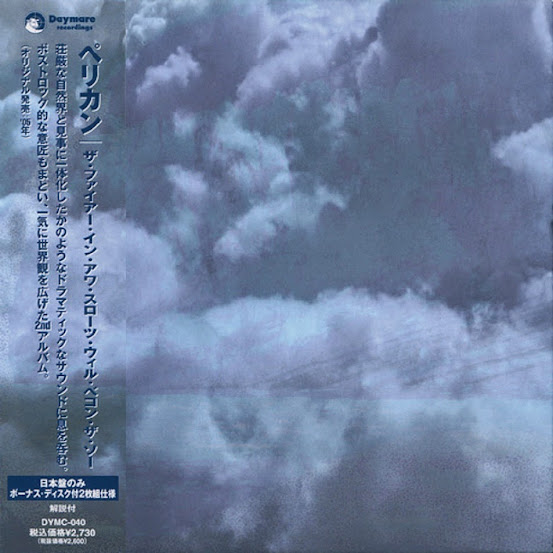 Daymare
recordings
ペリカン
ザ・ファイアー・イン・アワ・スローツ・ウィル・ベコン・ザ・ソー
荘厳な自然界と見事に一体化したかのようなドラマティックなサウンドに息を呑む。
ポストロック的な意匠もまとい、一気に世界観を広げた2ndアルバム。
(オリジナル発売:'05年)
日本盤のみ
ボーナス・ディスク付2枚組仕様
解説付
DYMC-040
税込価格¥2,730
(税抜価格¥2,600)